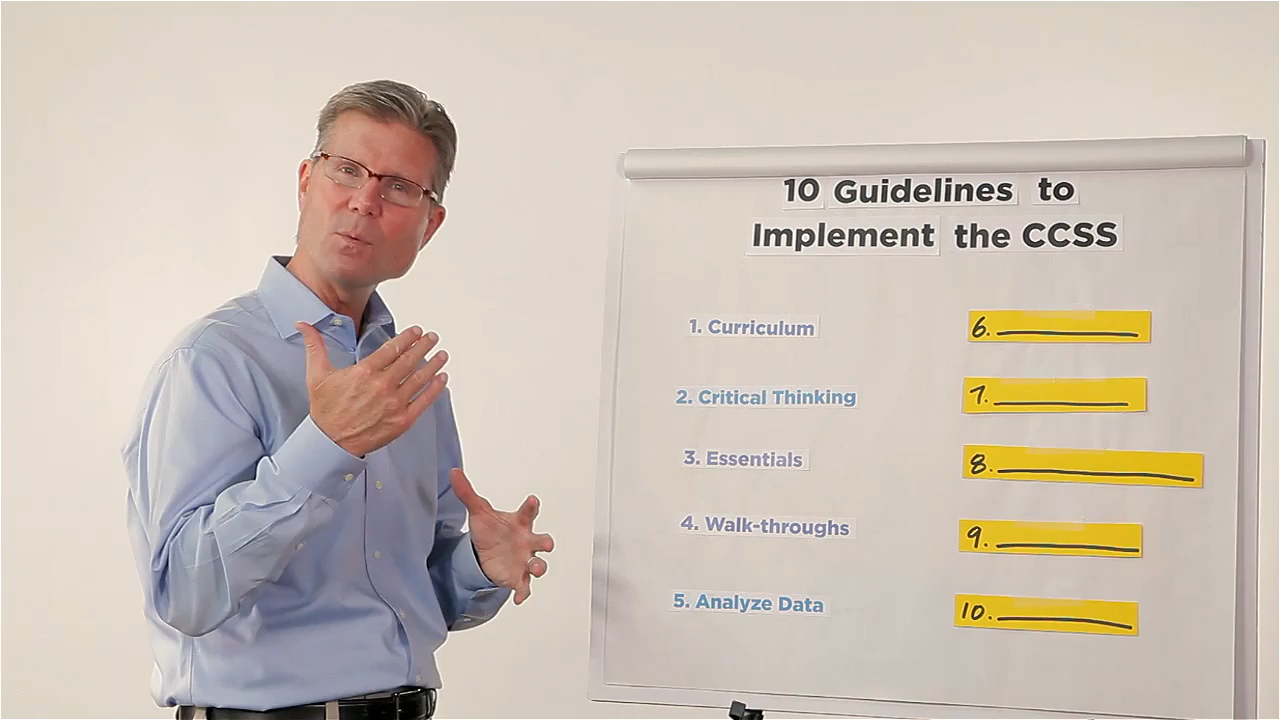 10 Guidelines to
Implement the CCSS
1. Curriculum
2. Critical Thinking
3. Essentials
4. Walk-throughs
5. Analyze Data
6.
7.
8.
9.
10.